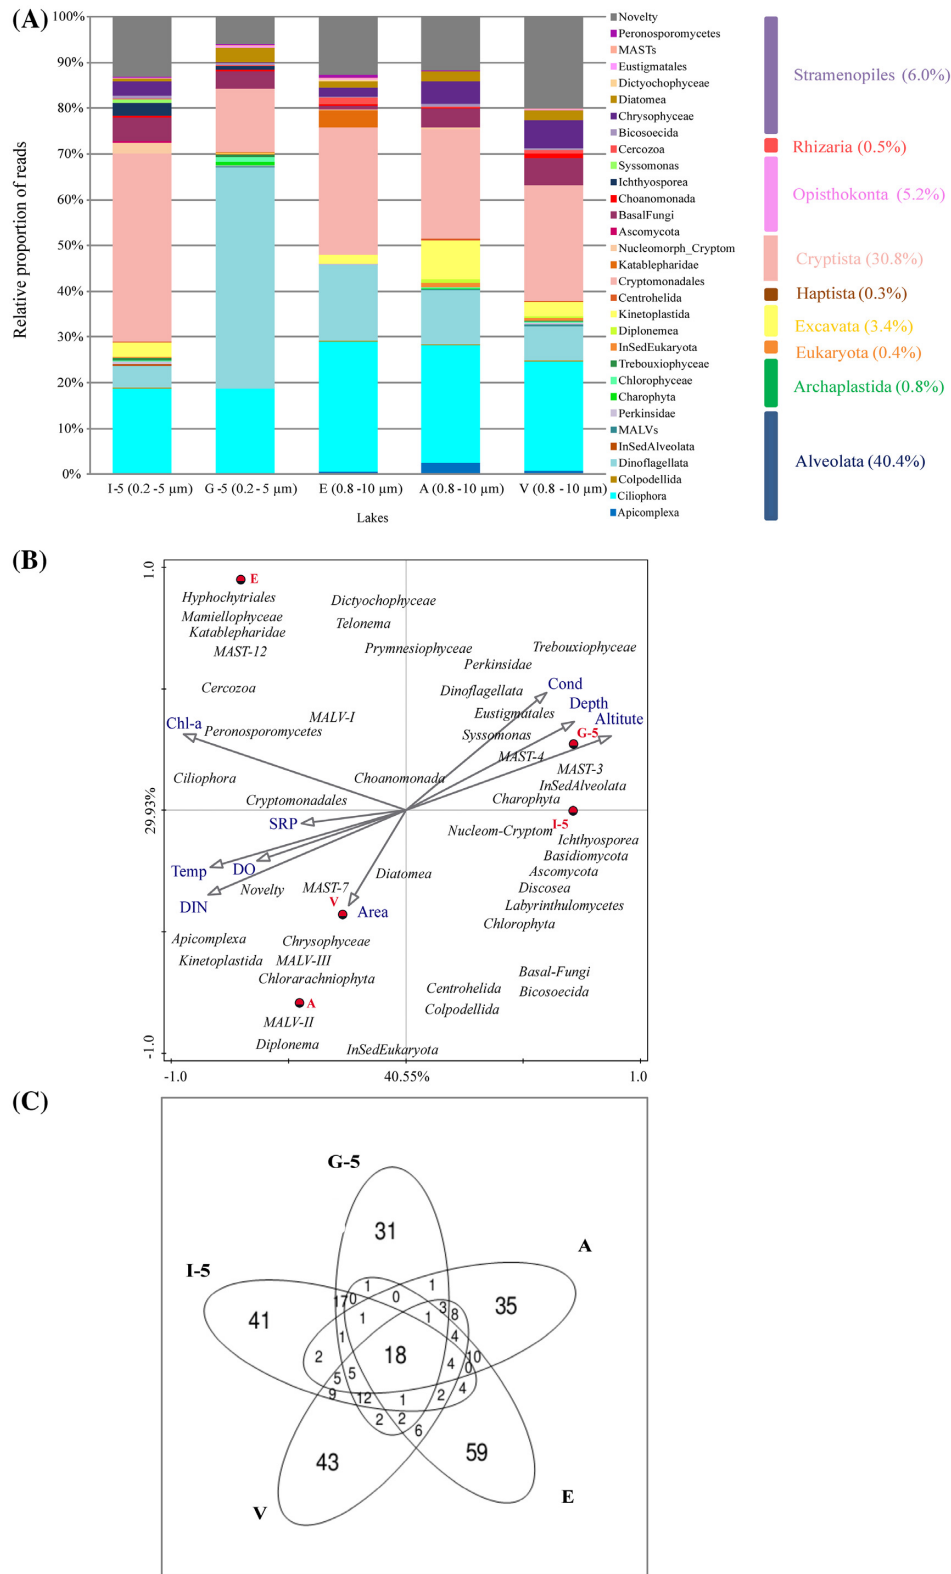 (A)
100%
90%
80%
70%
60%
50%
40%
30%
20%
10%
0%
Relative proportion of reads
I-5 (0.2-5 µm)
G -5 (0.2-5 µm)
E (0.8 -10 µm)
A (0.8 -10 µm)
V (0.8 -10 µm)
Lakes
Novelty
Peronosporomycetes
MASTs
Eustigmatales
Dictyochophyceae
Diatomea
Chrysophyceae
Bicosoecida
Cercozoa
Syssomonas
Ichthyosporea
Choanomonada
BasalFungi
Ascomycota
Nucleomorph_Cryptom
Katablepharidae
Cryptomonadales
Centrohelida
Kinetoplastida
Diplonemea
InSedEukaryota
Trebouxiophyceae
Chlorophyceae
Charophyta
Perkinsidae
MALVs
InSedAlveolata
Dinoflagellata
Colpodellida
Ciliophora
Apicomplexa
Stramenopiles (6.0%)
Rhizaria (0.5%)
Opisthokonta (5.2%)
Cryptista (30.8%)
Haptista (0.3%)
Excavata (3.4%)
Eukaryota (0.4%)
Archaplastida (0.8%)
Alveolata (40.4%)
(B)
1.0
29.93%
-1.0
E
Hyphochytriales
Dictyochophyceae
Mamiellophyceae
Telonema
Katablepharidae
MAST-12
Prymnesiophyceae
Trebouxiophyceae
Perkinsidae
Cercozoa
Dinoflagellata
Cond
Depth
MALV-I
Eustigmatales
Altitute
Chl-a
Peronosporomycetes
Syssomonas
G-5
MAST-4
MAST-3
Ciliophora
Choanomonada
InSedAlveolata
Cryptomonadales
Charophyta
SRP
I-5
Nucleom-Cryptom
Ichthyosporea
Basidiomycota
Temp
DO
Diatomea
Ascomycota
Novelty
MAST-7
Discosea
V
Area
DIN
Labyrinthulomycetes
Chlorophyta
Apicomplexa
Chrysophyceae
Kinetoplastida
MALV-III
Basal-Fungi
Chlorarachniophyta
Centrohelida
Bicosoecida
A
Colpodellida
MALV-II
Diplonema
InSedEukaryota
-1.0
40.55%
1.0
(C)
G-5
31
A
I-5
1
1
35
17
0
0
3
8
41
1
1
1
4
2
18
10
4
0
5
5
4
9
12
1
2
2
2
6
43
59
E
V